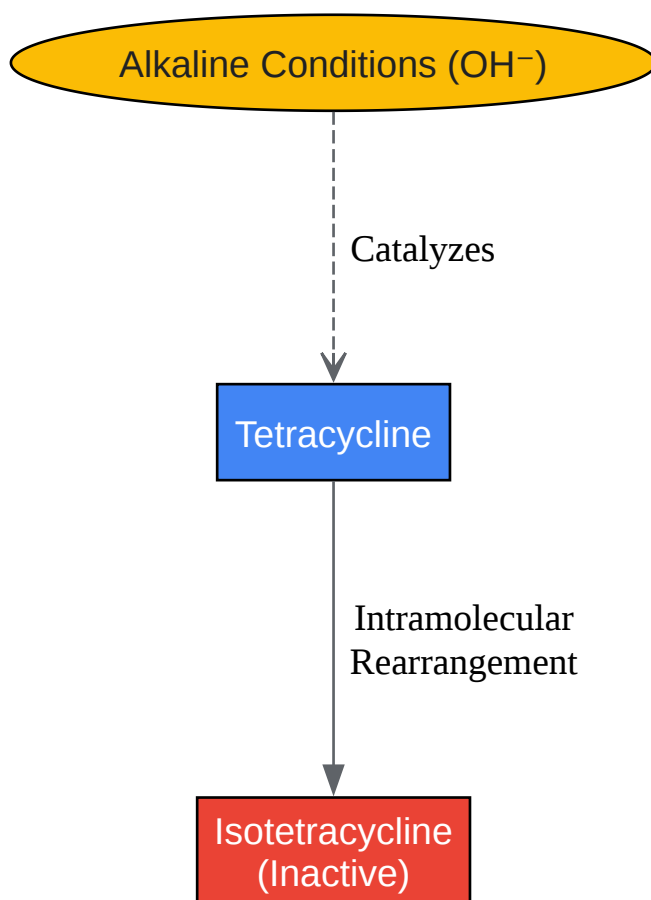 Alkaline Conditions (OH⁻)
Catalyzes
Tetracycline
Intramolecular
Rearrangement
Isotetracycline
(Inactive)